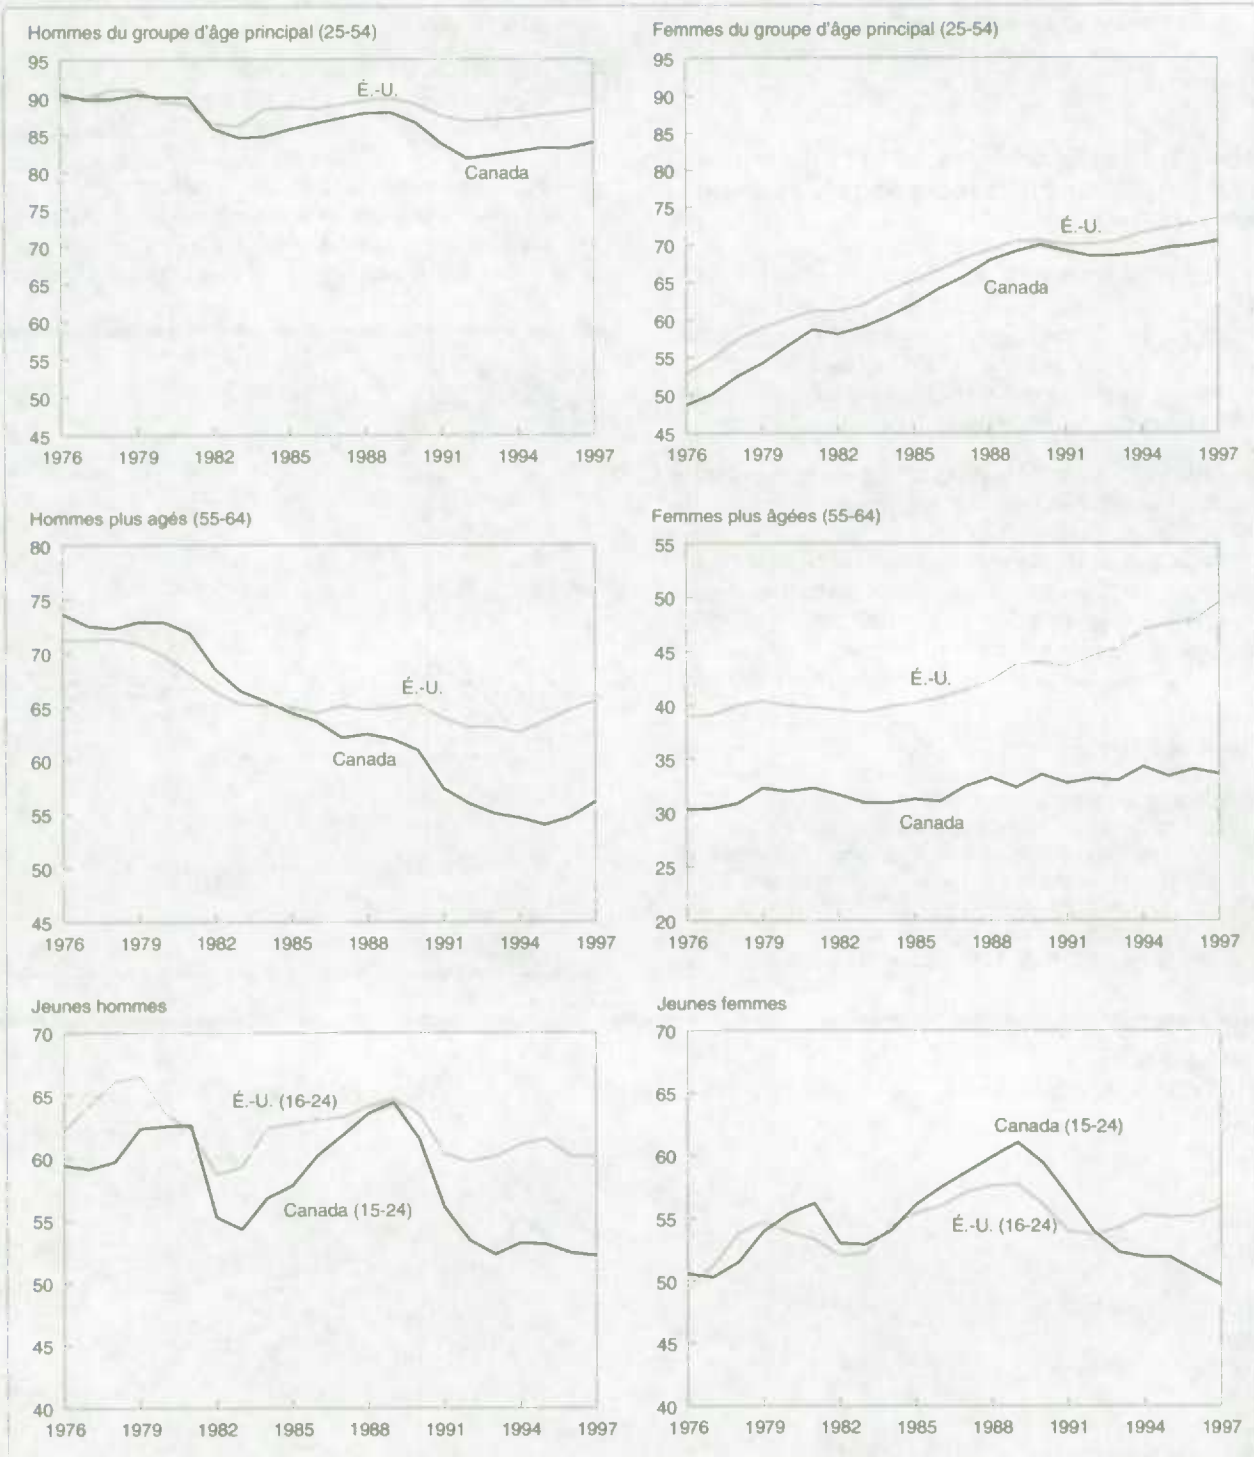 Hommes du groupe d'âge principal (25-54)
95
90
85
80
75
70
65
60
55
50
45
É.-U.
Canada
1976 1979 1982 1985 1988 1991 1994 1997
Femmes du groupe d'âge principal (25-54)
95
90
85
80
75
70
65
60
55
50
45
É.-U.
Canada
1976 1979 1982 1985 1988 1991 1994 1997
Hommes plus agés (55-64)
80
75
70
65
60
55
50
45
É.-U.
Canada
1976 1979 1982 1985 1988 1991 1994 1997
Femmes plus âgées (55-64)
55
50
45
40
35
30
25
20
É.-U.
Canada
1976 1979 1982 1985 1988 1991 1994 1997
Jeunes hommes
70
65
60
55
50
45
40
É.-U. (16-24)
Canada (15-24)
1976 1979 1982 1985 1988 1991 1994 1997
Jeunes femmes
70
65
60
55
50
45
40
Canada (15-24)
É.-U. (16-24)
1976 1979 1982 1985 1988 1991 1994 1997